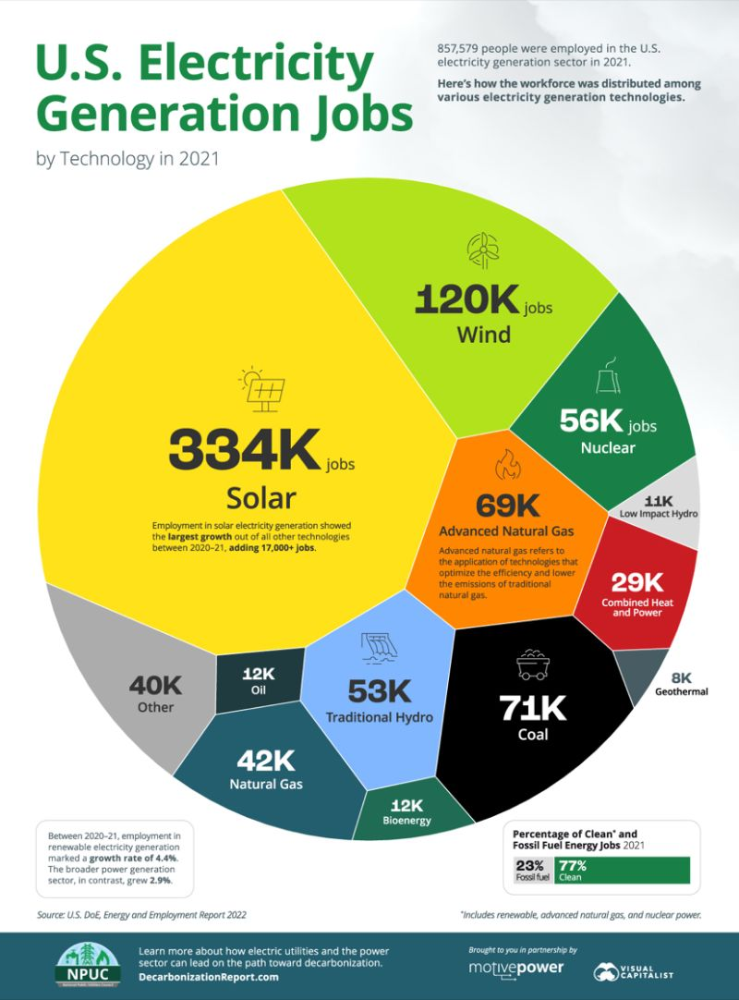 U.S. Electricity
Generation Jobs
by Technology in 2021
857,579 people were employed in the U.S.
electricity generation sector in 2021.
Here's how the workforce was distributed among
various electricity generation technologies.
120K jobs
Wind
334K jobs
Solar
Employment in solar electricity generation showed
the largest growth out of all other technologies
between 2020–21, adding 17,000+ jobs.
56K jobs
Nuclear
69K
Advanced Natural Gas
Advanced natural gas refers to
the application of technologies that
optimize the efficiency and lower
the emissions of traditional
natural gas.
11K
Low Impact Hydro
29K
Combined Heat
and Power
8K
Geothermal
40K
Other
12K
Oil
53K
Traditional Hydro
71K
Coal
42K
Natural Gas
12K
Bioenergy
Between 2020–21, employment in
renewable electricity generation
marked a growth rate of 4.4%.
The broader power generation
sector, in contrast, grew 2.9%.
Percentage of Clean* and
Fossil Fuel Energy Jobs 2021
23%
Fossil fuel
77%
Clean
Source: U.S. DoE, Energy and Employment Report 2022
*Includes renewable, advanced natural gas, and nuclear power.
NPUC
National Public Utilities Council
Learn more about how electric utilities and the power
sector can lead on the path toward decarbonization.
DecarbonizationReport.com
Brought to you in partnership by
motivepower
VISUAL
CAPITALIST